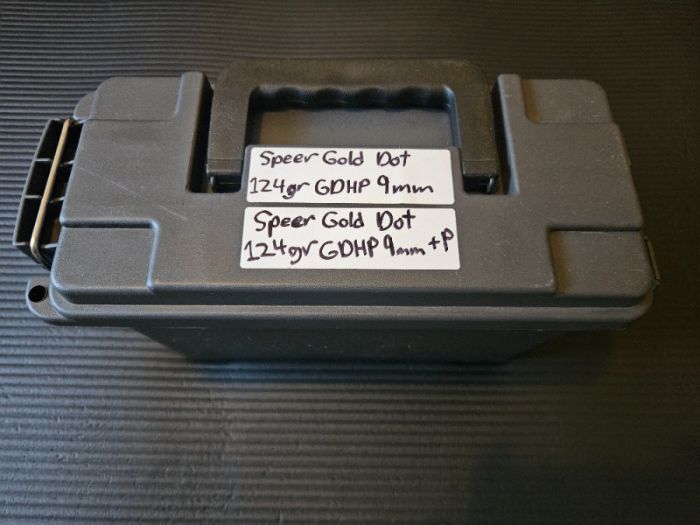 Speer Gold Dot
124gr GDHP 9mm
Speer Gold Dot
124gr GDHP 9mm +P